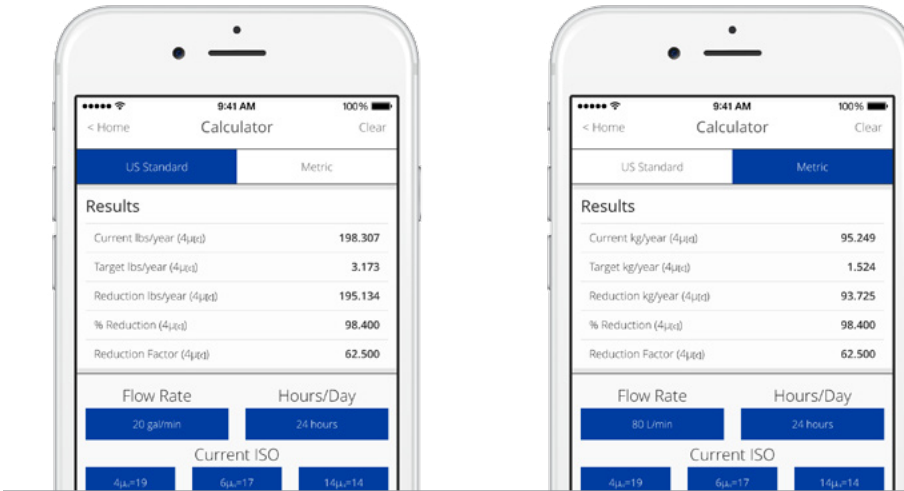 9:41 AM 100%
< Home Calculator Clear
US Standard Metric
Results
Current lbs/year (4µ(c)) 198.307
Target lbs/year (4µ(c)) 3.173
Reduction lbs/year (4µ(c)) 195.134
% Reduction (4µ(c)) 98.400
Reduction Factor (4µ(c)) 62.500
Flow Rate Hours/Day
20 gal/min 24 hours
Current ISO
4µ(c)=19 6µ(c)=17 14µ(c)=14
9:41 AM 100%
< Home Calculator Clear
US Standard Metric
Results
Current kg/year (4µ(c)) 95.249
Target kg/year (4µ(c)) 1.524
Reduction kg/year (4µ(c)) 93.725
% Reduction (4µ(c)) 98.400
Reduction Factor (4µ(c)) 62.500
Flow Rate Hours/Day
80 L/min 24 hours
Current ISO
4µ(c)=19 6µ(c)=17 14µ(c)=14